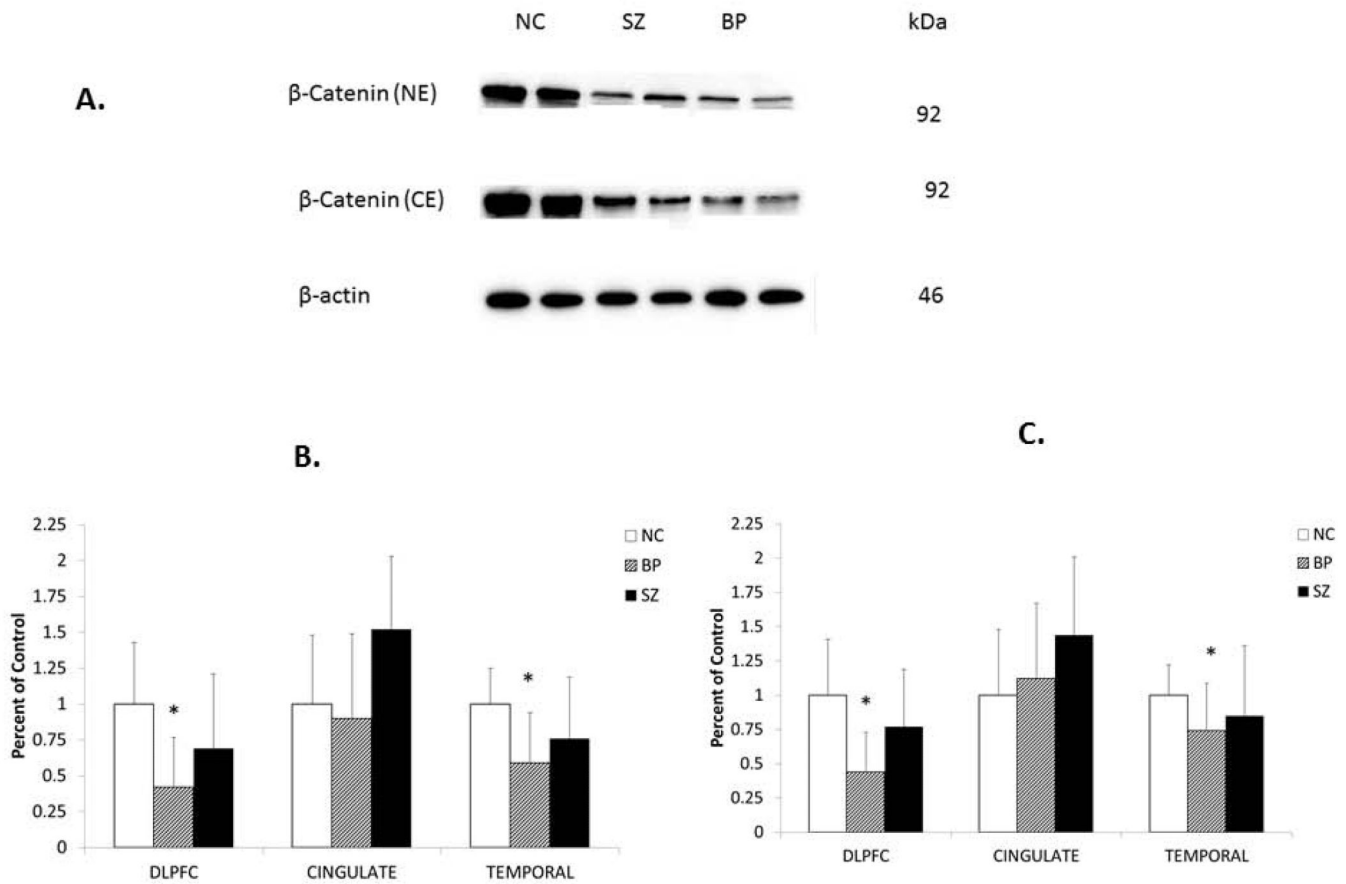 NC SZ BP kDa
A.
β-Catenin (NE) 92
β-Catenin (CE) 92
β-actin 46
B.
Percent of Control
2.25
2
1.75
1.5
1.25
1
0.75
0.5
0.25
0
* *
NC
BP
SZ
DLPFC CINGULATE TEMPORAL
C.
Percent of Control
2.25
2
1.75
1.5
1.25
1
0.75
0.5
0.25
0
* *
NC
BP
SZ
DLPFC CINGULATE TEMPORAL